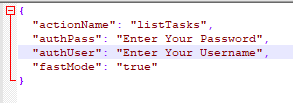 {
"actionName": "listTasks",
"authPass": "Enter Your Password",
"authUser": "Enter Your Username",
"fastMode": "true"
}